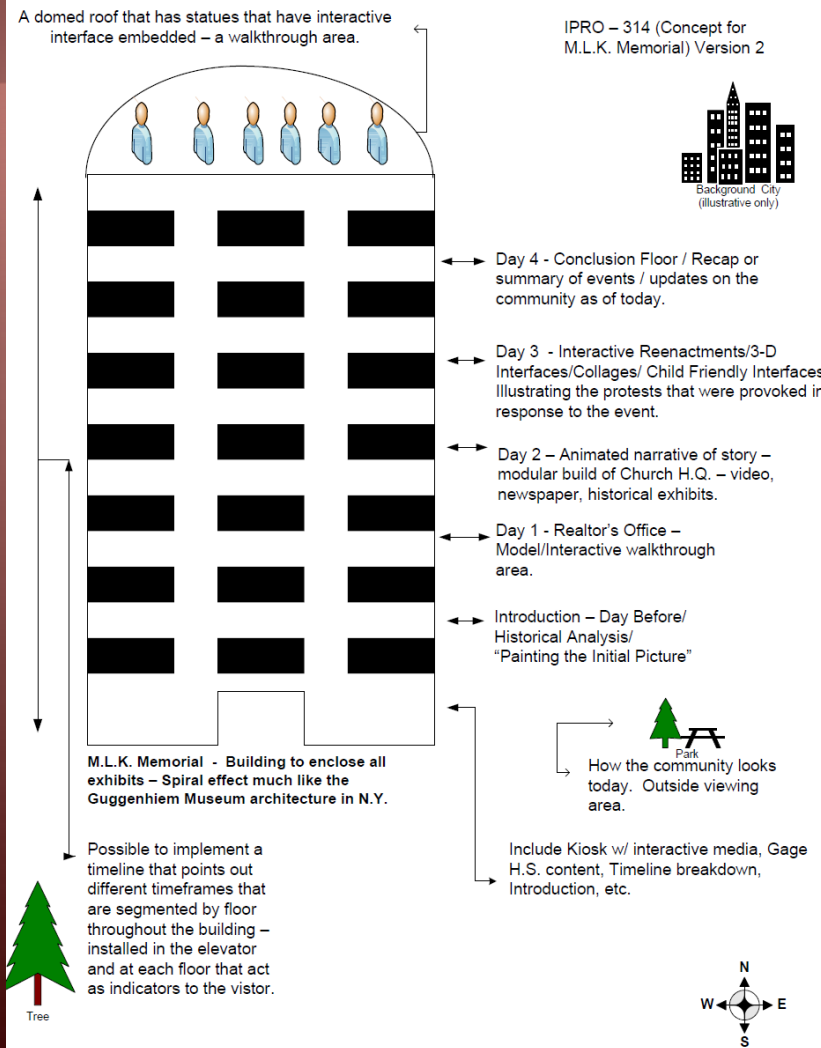 A domed roof that has statues that have interactive
interface embedded – a walkthrough area.
IPRO – 314 (Concept for
M.L.K. Memorial) Version 2
Background City
(illustrative only)
Day 4 - Conclusion Floor / Recap or
summary of events / updates on the
community as of today.
Day 3 - Interactive Reenactments/3-D
Interfaces/Collages/ Child Friendly Interfaces
Illustrating the protests that were provoked in
response to the event.
Day 2 – Animated narrative of story –
modular build of Church H.Q. – video,
newspaper, historical exhibits.
Day 1 - Realtor's Office –
Model/Interactive walkthrough
area.
Introduction – Day Before/
Historical Analysis/
“Painting the Initial Picture”
Park
How the community looks
today. Outside viewing
area.
M.L.K. Memorial - Building to enclose all
exhibits – Spiral effect much like the
Guggenhiem Museum architecture in N.Y.
Include Kiosk w/ interactive media, Gage
H.S. content, Timeline breakdown,
Introduction, etc.
Possible to implement a
timeline that points out
different timeframes that
are segmented by floor
throughout the building –
installed in the elevator
and at each floor that act
as indicators to the vistor.
Tree
N
W E
S